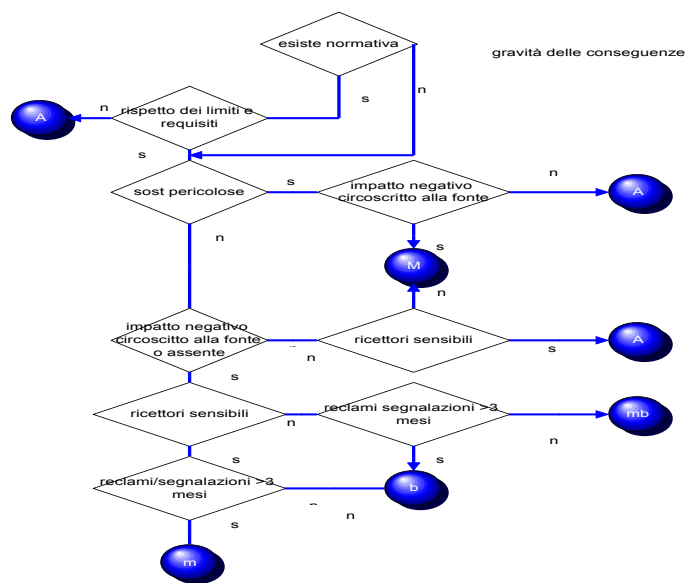 esiste normativa
gravità delle conseguenze
s
n
n
rispetto dei limiti e
requisiti
A
s
sost pericolose
s
impatto negativo
circoscritto alla fonte
n
A
n
s
M
n
impatto negativo
circoscitto alla fonte
o assente
n
ricettori sensibili
s
A
s
ricettori sensibili
n
reclami segnalazioni >3
mesi
n
mb
s
s
reclami/segnalazioni >3
mesi
n
b
s
m